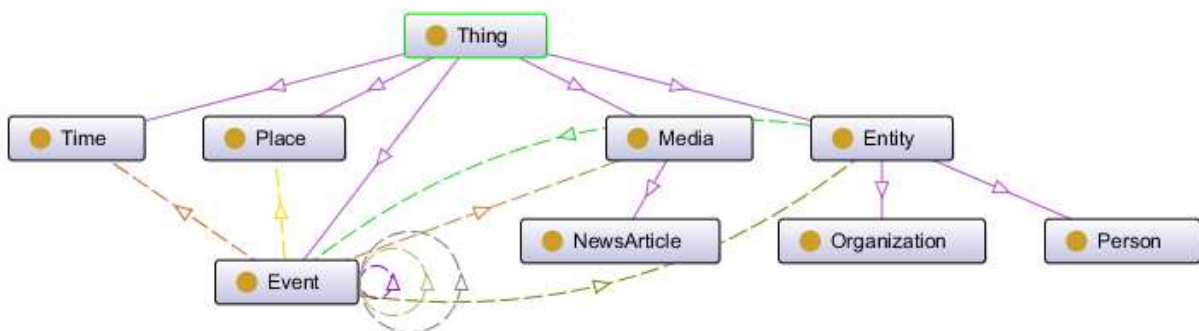 Thing
Time
Place
Media
Entity
NewsArticle
Organization
Person
Event